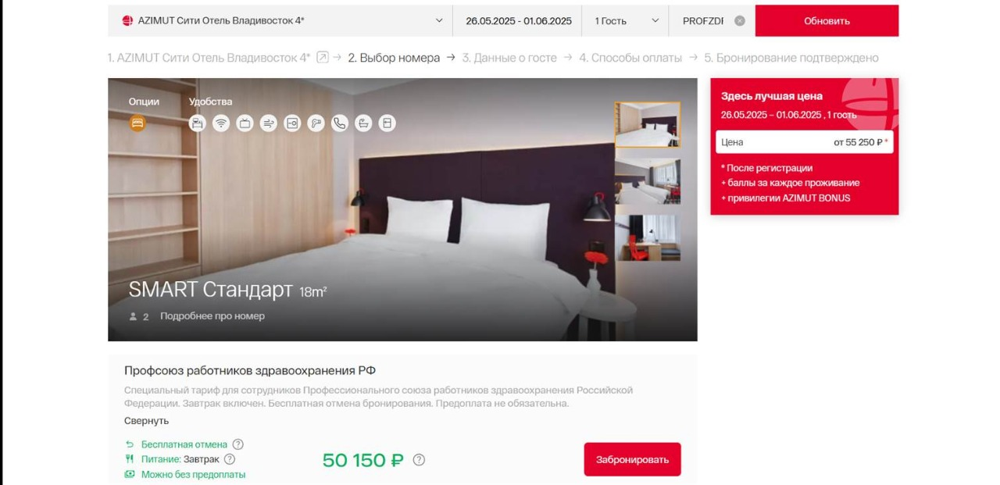 AZIMUT Сити Отель Владивосток 4*
26.05.2025 - 01.06.2025
1 Гость
Обновить
1. AZIMUT Сити Отель Владивосток 4* → 2. Выбор номера → 3. Данные о госте → 4. Способы оплаты → 5. Бронирование подтверждено
Опции
Удобства
SMART Стандарт 18m²
2 Подробнее про номер
Здесь лучшая цена
26.05.2025 – 01.06.2025 , 1 гость
Цена от 55 250 ₽ *
* После регистрации
+ баллы за каждое проживание
+ привилегии AZIMUT BONUS
Профсоюз работников здравоохранения РФ
Специальный тариф для сотрудников Профессионального союза работников здравоохранения Российской
Федерации. Завтрак включен. Бесплатная отмена бронирования. Предоплата не обязательна.
Свернуть
Бесплатная отмена ?
Питание: Завтрак ?
Можно без предоплаты
50 150 ₽ ?
Забронировать